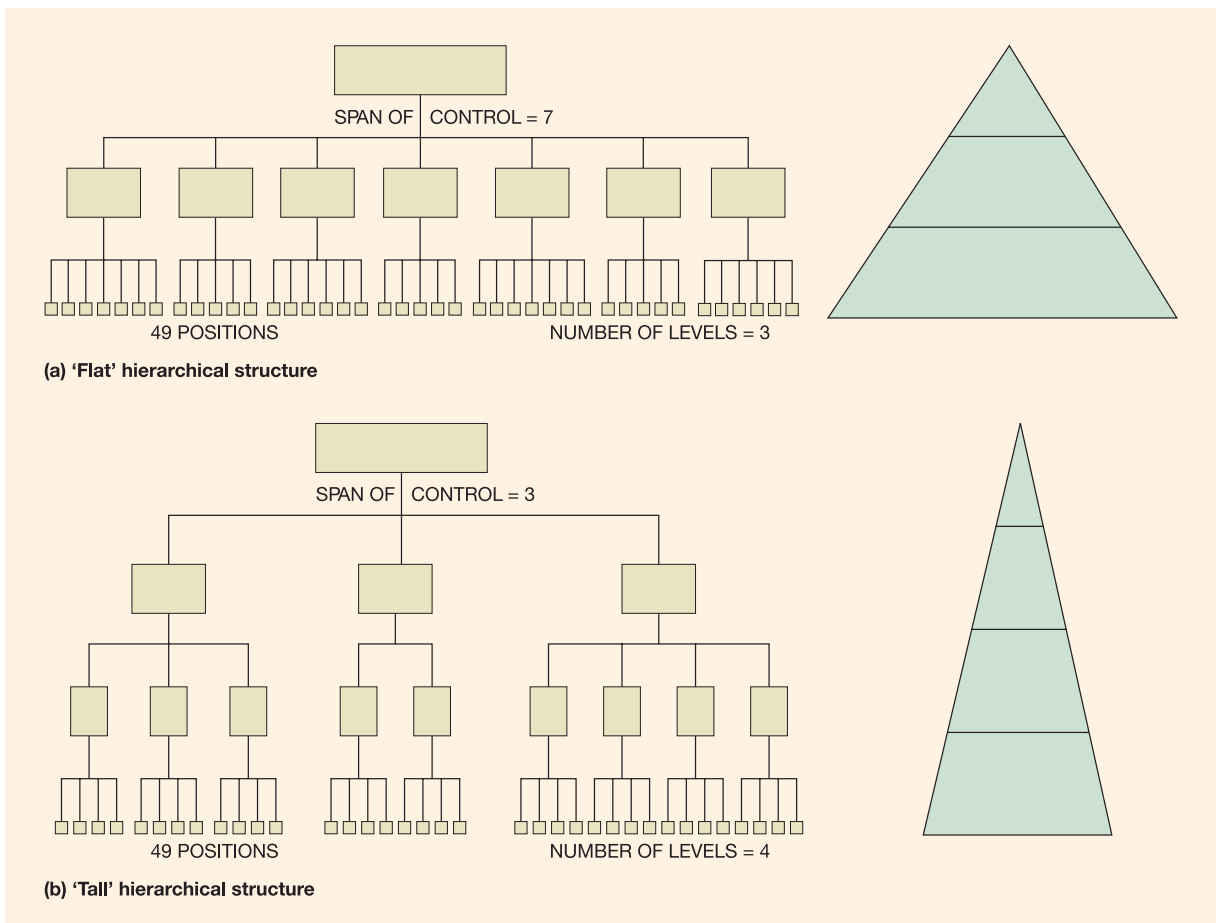 SPAN OF CONTROL = 7
49 POSITIONS
NUMBER OF LEVELS = 3
(a) ‘Flat’ hierarchical structure
SPAN OF CONTROL = 3
49 POSITIONS
NUMBER OF LEVELS = 4
(b) ‘Tall’ hierarchical structure